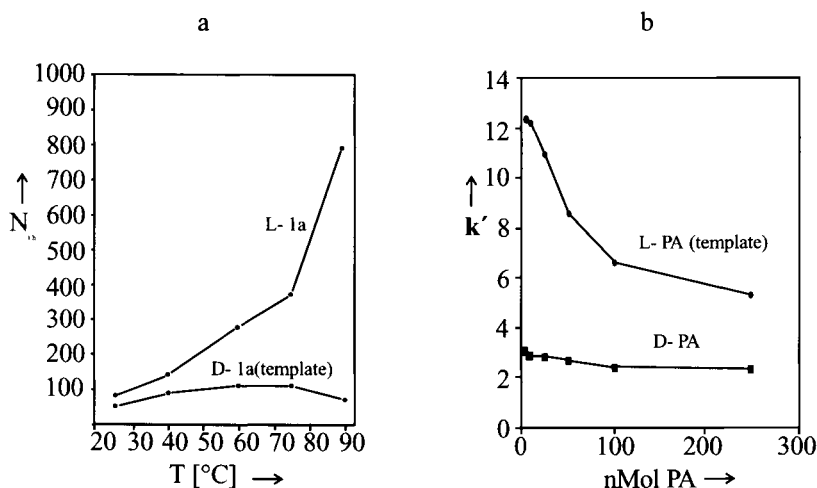 a
1000
900
800
700
600
500
400
300
200
100
N
L- 1a
D- 1a(template)
20 30 40 50 60 70 80 90
T [°C] →
b
14
12
10
8
6
4
2
0
k′ →
L- PA (template)
D- PA
0 100 200 300
nMol PA →